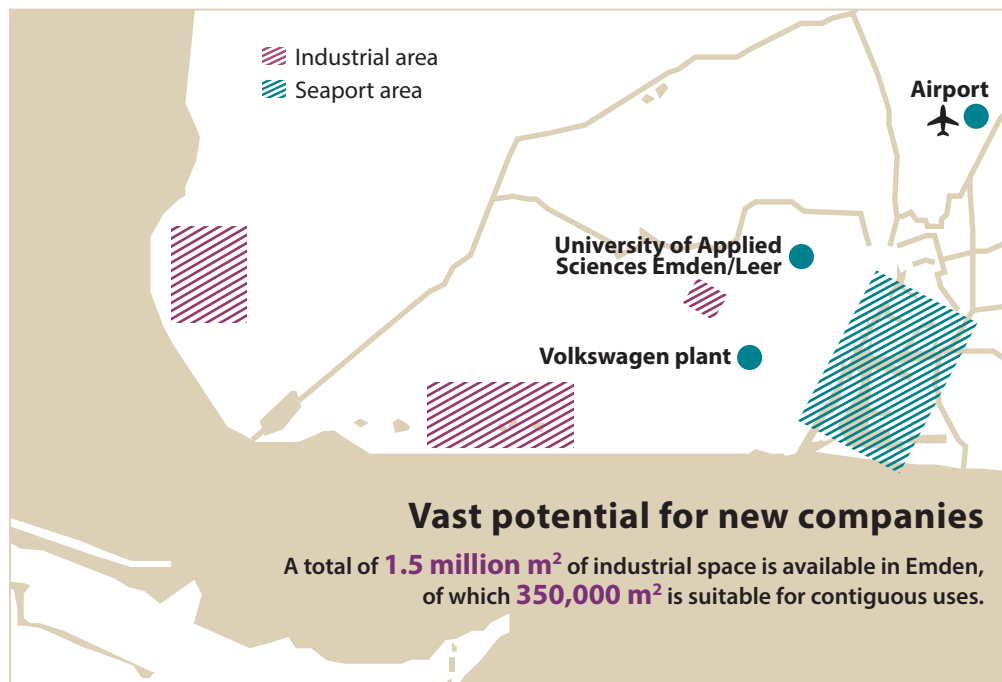 Industrial area
Seaport area
Airport
University of Applied
Sciences Emden/Leer
Volkswagen plant
Vast potential for new companies
A total of 1.5 million m² of industrial space is available in Emden,
of which 350,000 m² is suitable for contiguous uses.